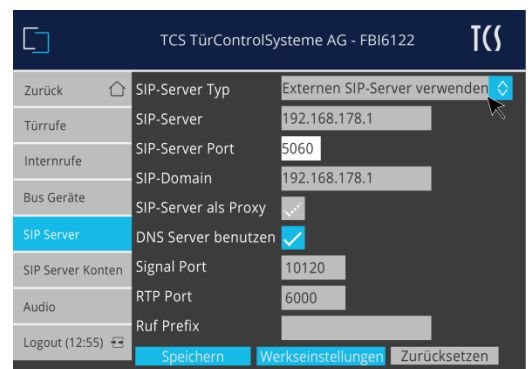 TCS TürControlSysteme AG - FBI6122
TCS
Zurück
Türrufe
Internrufe
Bus Geräte
SIP Server
SIP Server Konten
Audio
Logout (12:55)
SIP-Server Typ Externen SIP-Server verwenden
SIP-Server 192.168.178.1
SIP-Server Port 5060
SIP-Domain 192.168.178.1
SIP-Server als Proxy
DNS Server benutzen
Signal Port 10120
RTP Port 6000
Ruf Prefix
Speichern Werkseinstellungen Zurücksetzen